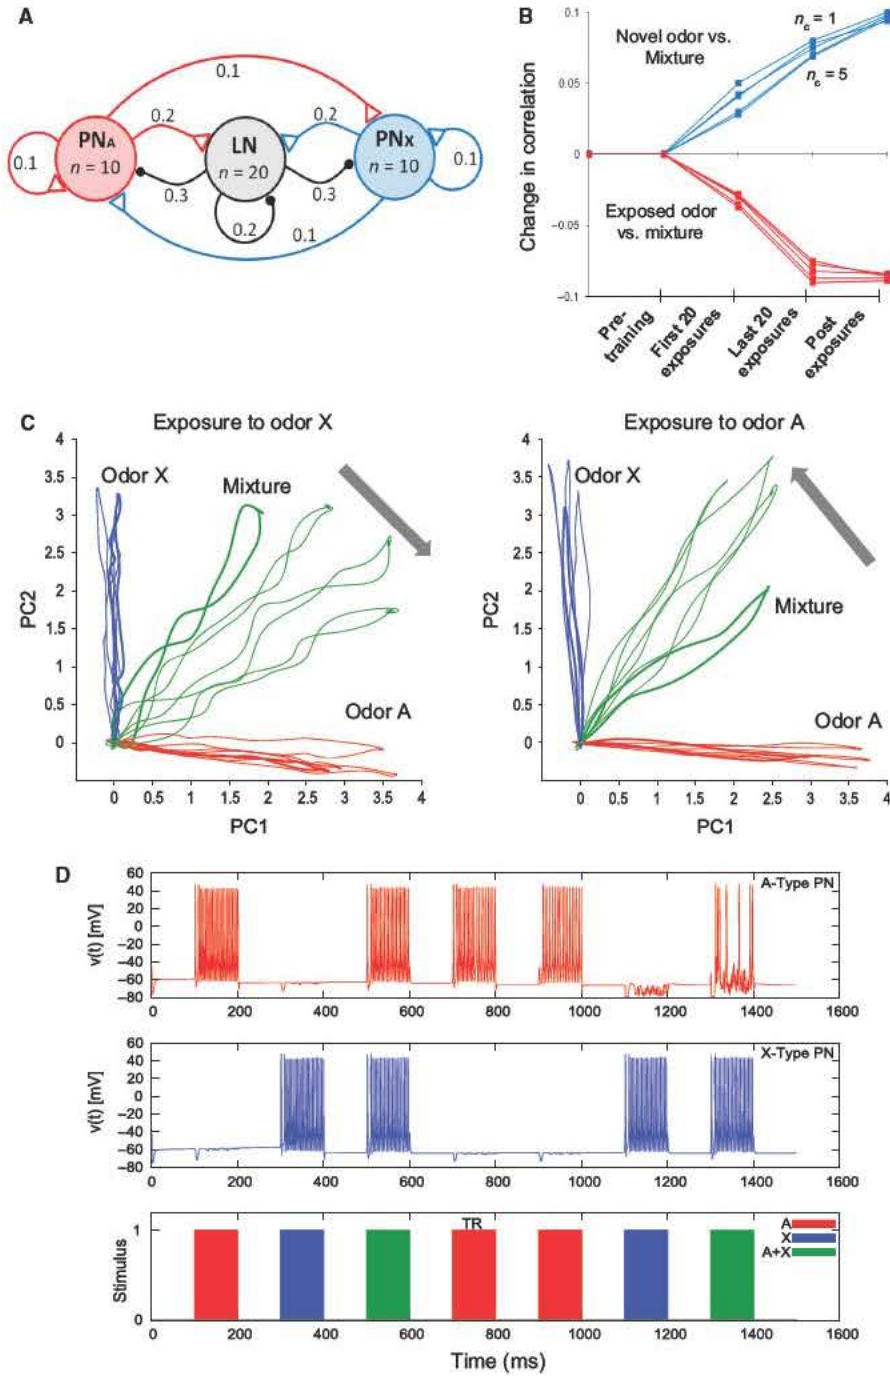 A
0.1
0.2
0.2
PNA
LN
PNX
0.1
n = 10
n = 20
n = 10
0.1
0.3
0.3
0.2
0.1
B
0.1
Novel odor vs.
Mixture
nc = 1
0.05
nc = 5
Change in correlation
0
Exposed odor
vs. mixture
−0.05
−0.1
Pre-
training
First 20
exposures
Last 20
exposures
Post
exposures
C
Exposure to odor X
4
3.5
3
2.5
2
1.5
1
0.5
0
PC2
Odor X
Mixture
Odor A
0
0.5
1
1.5
2
2.5
3
3.5
4
PC1
Exposure to odor A
4
3.5
3
2.5
2
1.5
1
0.5
0
PC2
Odor X
Mixture
Odor A
0
0.5
1
1.5
2
2.5
3
3.5
4
PC1
D
60
40
20
0
−20
−40
−60
−80
v(t) [mV]
A-Type PN
0 200 400 600 800 1000 1200 1400 1600
60
40
20
0
−20
−40
−60
−80
v(t) [mV]
X-Type PN
0 200 400 600 800 1000 1200 1400 1600
Stimulus
1
0
TR
A
X
A+X
0 200 400 600 800 1000 1200 1400 1600
Time (ms)